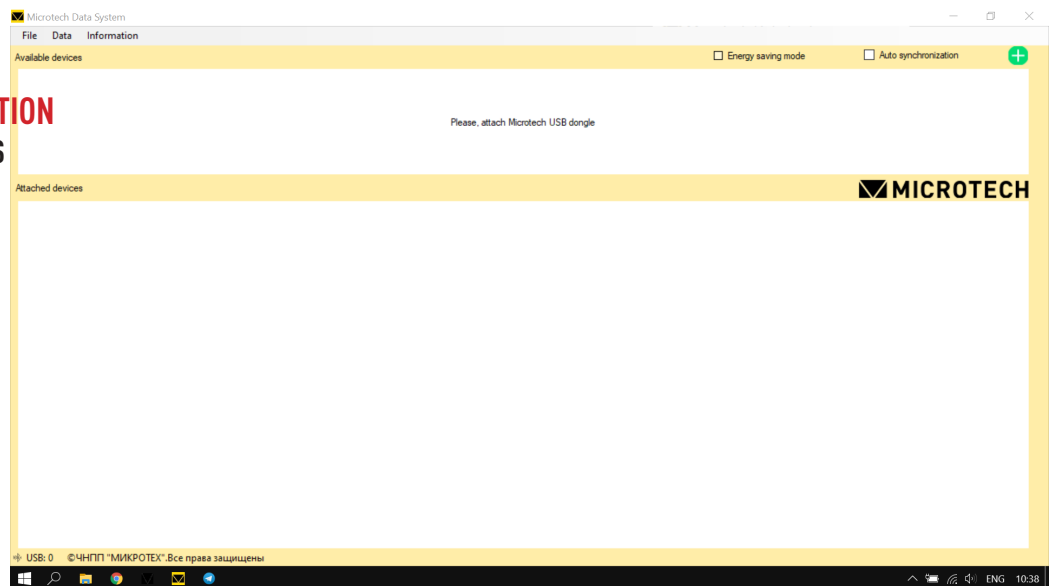 Microtech Data System
File Data Information
Available devices
Energy saving mode
Auto synchronization
TION
S
Please, attach Microtech USB dongle
Attached devices
MICROTECH
USB: 0 ©ЧНПП "МИКРОТЕХ".Все права защищены
ENG 10:38